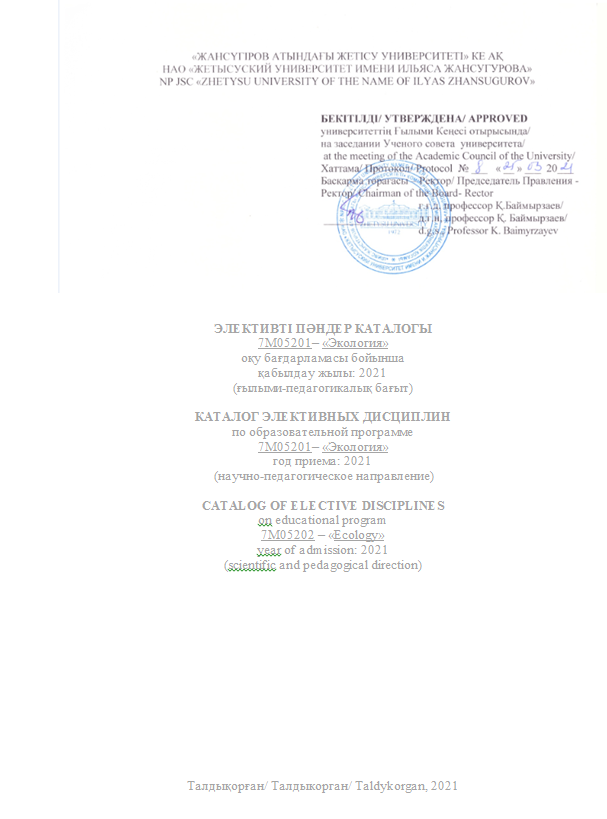 «ЖАНСҮГІРОВ АТЫНДАҒЫ ЖЕТІСУ УНИВЕРСИТЕТІ» КЕ АҚ
НАО «ЖЕТЫСУСКИЙ УНИВЕРСИТЕТ ИМЕНИ ИЛЬЯСА ЖАНСУГУРОВА»
NP JSC «ZHETYSU UNIVERSITY OF THE NAME OF ILYAS ZHANSUGUROV»
БЕКІТІЛДІ/ УТВЕРЖДЕНА/ APPROVED
университеттің Ғылыми Кеңесі отырысында/
на заседании Ученого совета университета/
at the meeting of the Academic Council of the University/
Хаттама/ Протокол/ Protocol № 8 «21» 03 2021
Басқарма төрағасы - Ректор/ Председатель Правления -
Ректор/ Chairman of the Board- Rector
г.ғ.д. профессор Қ.Баймырзаев/
д.г.н. профессор Қ. Баймырзаев/
d.g.s., Professor K. Baimyrzayev
ЭЛЕКТИВТІ ПӘНДЕР КАТАЛОГЫ
7М05201– «Экология»
оқу бағдарламасы бойынша
қабылдау жылы: 2021
(ғылыми-педагогикалық бағыт)
КАТАЛОГ ЭЛЕКТИВНЫХ ДИСЦИПЛИН
по образовательной программе
7М05201– «Экология»
год приема: 2021
(научно-педагогическое направление)
CATALOG OF ELECTIVE DISCIPLINES
on educational program
7M05202 – «Ecology»
year of admission: 2021
(scientific and pedagogical direction)
Талдықорған/ Талдыкорган/ Taldykorgan, 2021